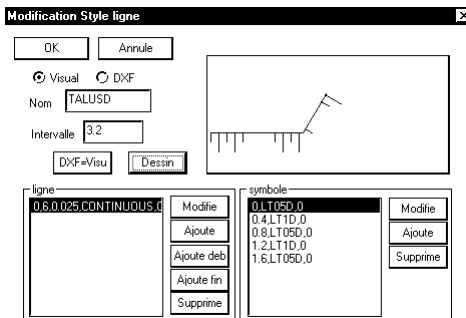 Modification Style ligne
OK Annule
Visual DXF
Nom TALUSD
Intervalle 3.2
DXF=Visu Dessin
ligne
0,6,0.025,CONTINUOUS,0
Modifie
Ajoute
Ajoute deb
Ajoute fin
Supprime
symbole
0,LT05D,0
0.4,LT1D,0
0.8,LT05D,0
1.2,LT1D,0
1.6,LT05D,0
Modifie
Ajoute
Supprime